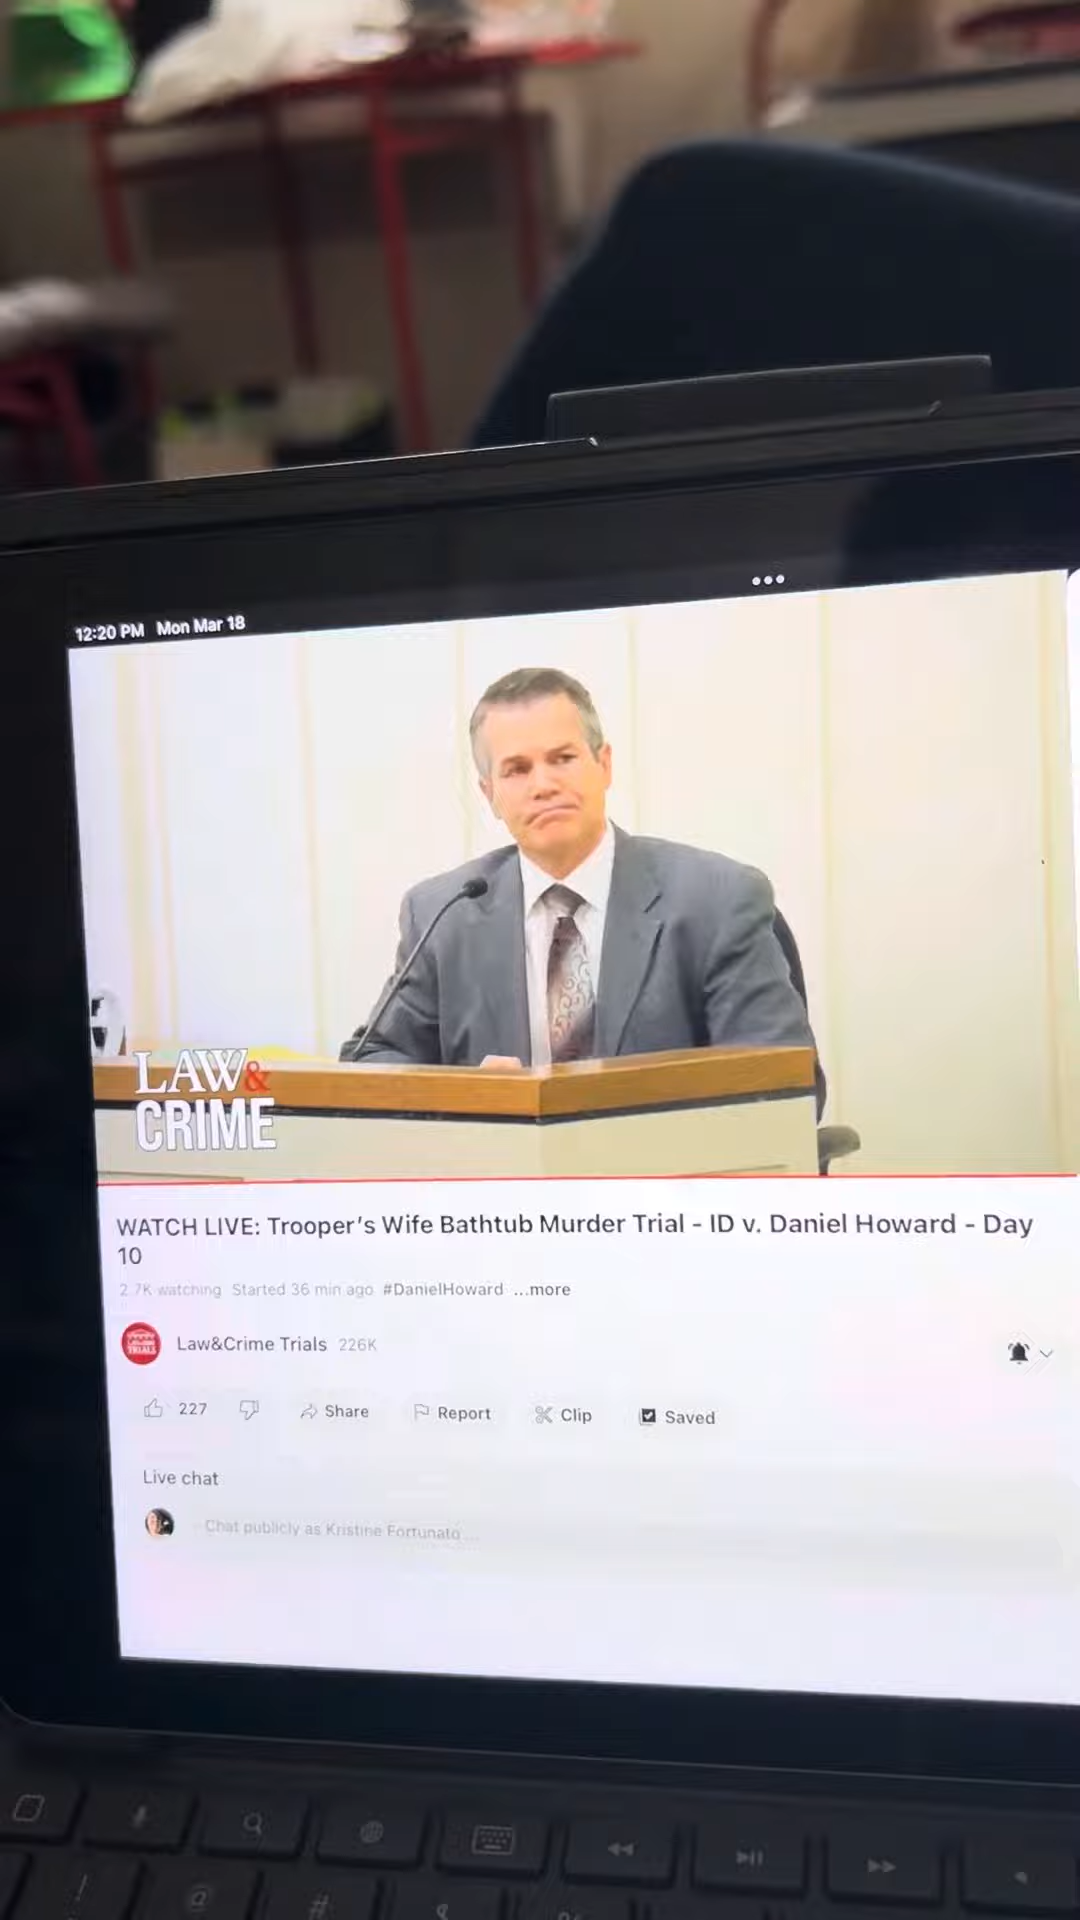 12:20 PM Mon Mar 18
LAW&
CRIME
WATCH LIVE: Trooper's Wife Bathtub Murder Trial - ID v. Daniel Howard - Day
10
2.7K watching Started 36 min ago #DanielHoward ...more
TRIALS
Law&Crime Trials 226K
227 Share Report Clip Saved
Live chat
Chat publicly as Kristine Fortunato ...
! @ #